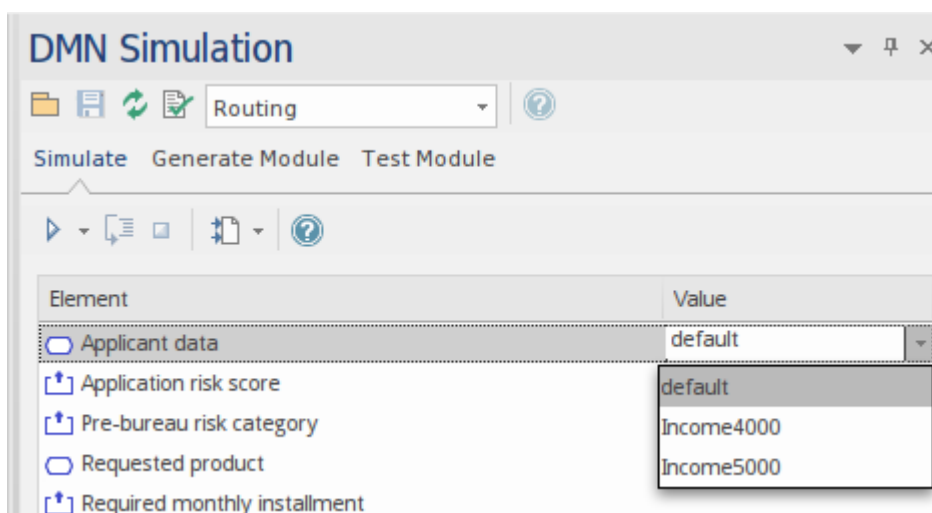 DMN Simulation
Routing
Simulate Generate Module Test Module
Element Value
Applicant data default
Application risk score default
Pre-bureau risk category Income4000
Requested product Income5000
Required monthly installment